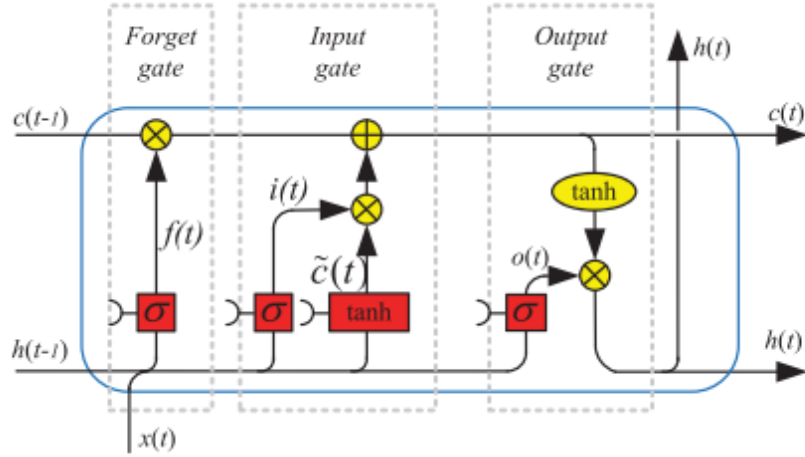 Forget
gate
Input
gate
Output
gate
h(t)
c(t-1)
c(t)
i(t)
tanh
f(t)
c̃(t)
o(t)
σ
σ
tanh
σ
h(t-1)
h(t)
x(t)